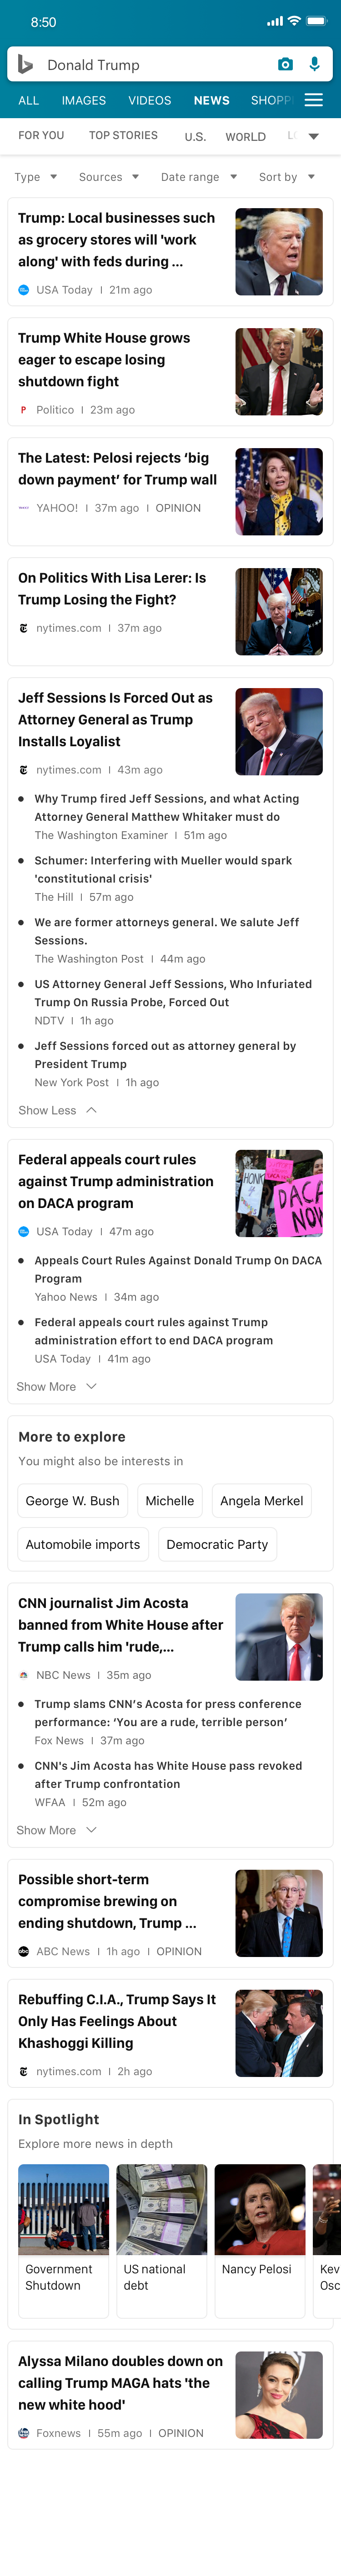 8:50
Donald Trump
ALL IMAGES VIDEOS NEWS SHOPP
FOR YOU TOP STORIES U.S. WORLD
Type Sources Date range Sort by
Trump: Local businesses such
as grocery stores will 'work
along' with feds during ...
USA Today | 21m ago
Trump White House grows
eager to escape losing
shutdown fight
P Politico | 23m ago
The Latest: Pelosi rejects ‘big
down payment’ for Trump wall
YAHOO! | 37m ago | OPINION
On Politics With Lisa Lerer: Is
Trump Losing the Fight?
nytimes.com | 37m ago
Jeff Sessions Is Forced Out as
Attorney General as Trump
Installs Loyalist
nytimes.com | 43m ago
Why Trump fired Jeff Sessions, and what Acting
Attorney General Matthew Whitaker must do
The Washington Examiner | 51m ago
Schumer: Interfering with Mueller would spark
'constitutional crisis'
The Hill | 57m ago
We are former attorneys general. We salute Jeff
Sessions.
The Washington Post | 44m ago
US Attorney General Jeff Sessions, Who Infuriated
Trump On Russia Probe, Forced Out
NDTV | 1h ago
Jeff Sessions forced out as attorney general by
President Trump
New York Post | 1h ago
Show Less
Federal appeals court rules
against Trump administration
on DACA program
USA Today | 47m ago
HONK
DACA
NOW
Appeals Court Rules Against Donald Trump On DACA
Program
Yahoo News | 34m ago
Federal appeals court rules against Trump
administration effort to end DACA program
USA Today | 41m ago
Show More
More to explore
You might also be interests in
George W. Bush Michelle Angela Merkel
Automobile imports Democratic Party
CNN journalist Jim Acosta
banned from White House after
Trump calls him 'rude,...
NBC News | 35m ago
Trump slams CNN’s Acosta for press conference
performance: ‘You are a rude, terrible person’
Fox News | 37m ago
CNN's Jim Acosta has White House pass revoked
after Trump confrontation
WFAA | 52m ago
Show More
Possible short-term
compromise brewing on
ending shutdown, Trump ...
abc ABC News | 1h ago | OPINION
Rebuffing C.I.A., Trump Says It
Only Has Feelings About
Khashoggi Killing
nytimes.com | 2h ago
In Spotlight
Explore more news in depth
Government
Shutdown
US national
debt
Nancy Pelosi
Kev
Osc
Alyssa Milano doubles down on
calling Trump MAGA hats 'the
new white hood'
Foxnews | 55m ago | OPINION